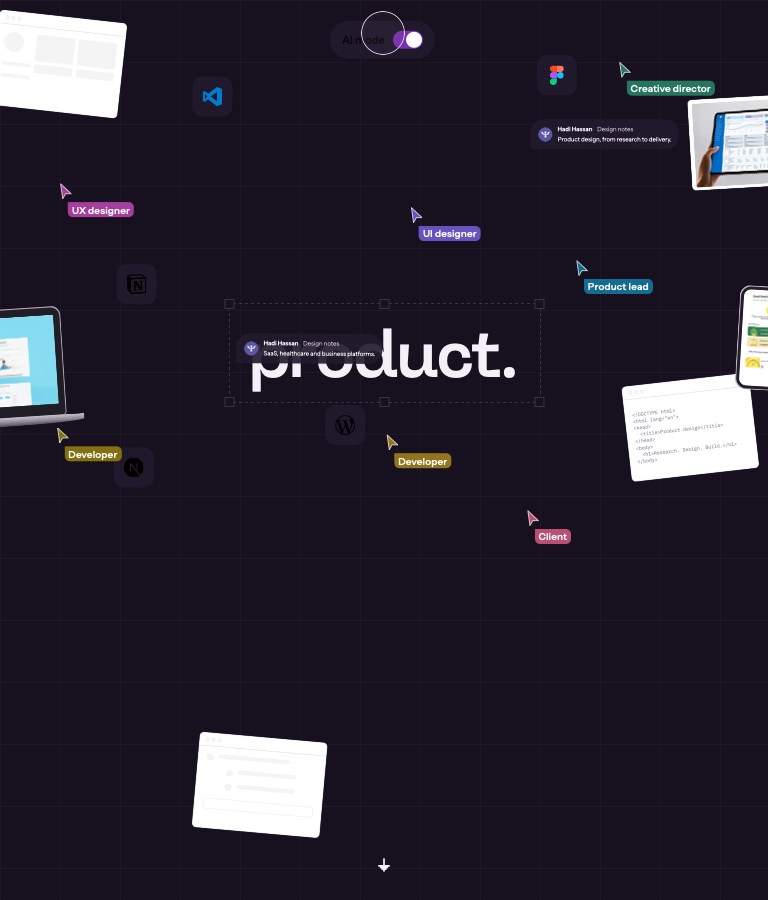 AI mode
Creative director
Hadi Hassan Design notes
Product design, from research to delivery.
UX designer
UI designer
Product lead
Hadi Hassan Design notes
SaaS, healthcare and business platforms.
product.
<!DOCTYPE html>
<html lang="en">
<head>
<title>Product design</title>
</head>
<body>
<h1>Research. Design. Build.</h1>
</body>
Developer
Developer
Client